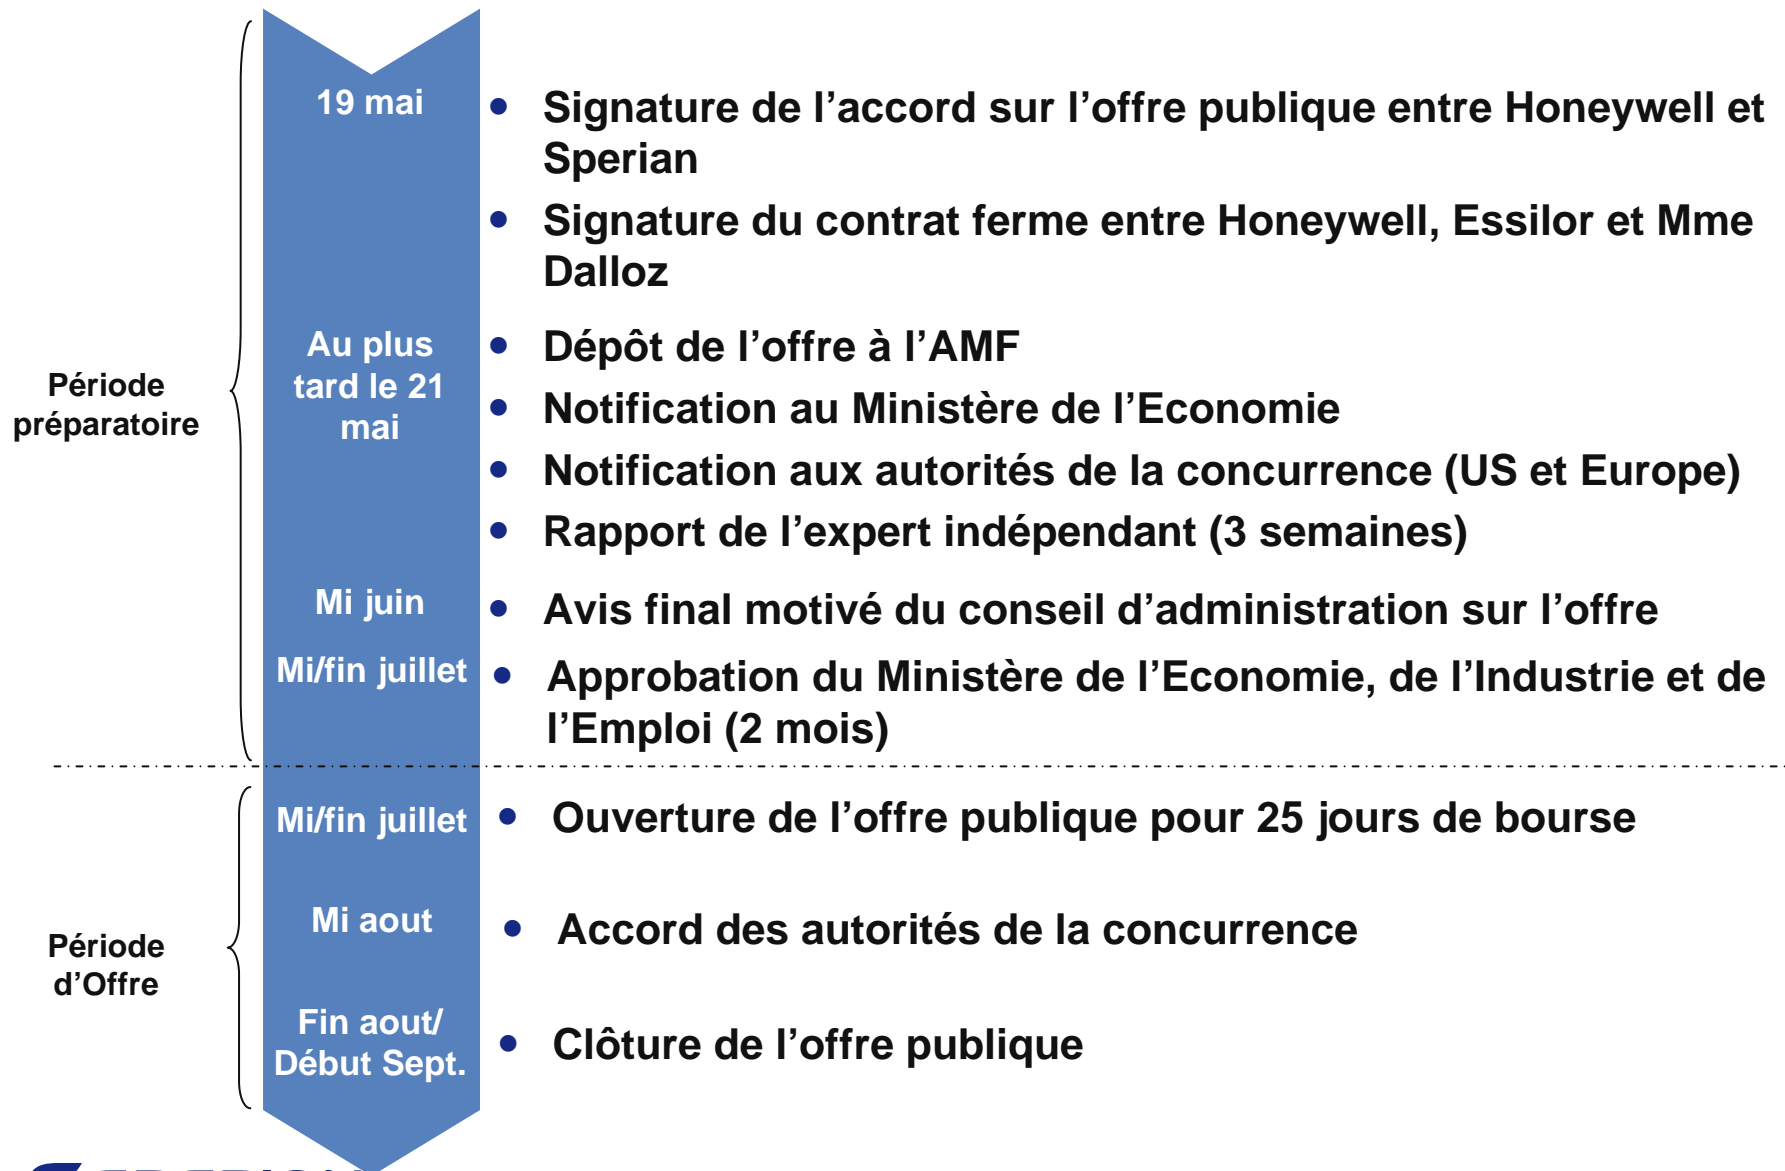 19 mai
• Signature de l’accord sur l’offre publique entre Honeywell et
Sperian
• Signature du contrat ferme entre Honeywell, Essilor et Mme
Dalloz
Période
préparatoire
Au plus
tard le 21
mai
• Dépôt de l’offre à l’AMF
• Notification au Ministère de l’Economie
• Notification aux autorités de la concurrence (US et Europe)
• Rapport de l’expert indépendant (3 semaines)
Mi juin
• Avis final motivé du conseil d’administration sur l’offre
Mi/fin juillet
• Approbation du Ministère de l’Economie, de l’Industrie et de
l’Emploi (2 mois)
Mi/fin juillet
• Ouverture de l’offre publique pour 25 jours de bourse
Période
d’Offre
Mi aout
• Accord des autorités de la concurrence
Fin aout/
Début Sept.
• Clôture de l’offre publique